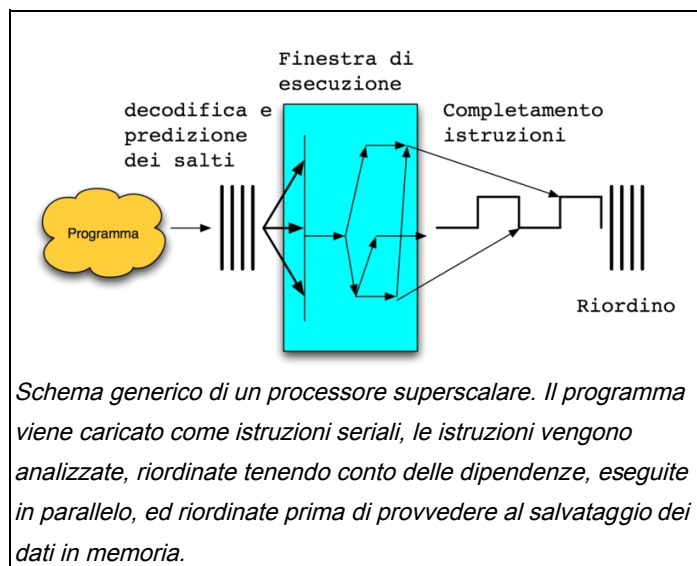 Finestra di
esecuzione
decodifica e
predizione
dei salti
Completamento
istruzioni
Programma
Riordino
Schema generico di un processore superscalare. Il programma
viene caricato come istruzioni seriali, le istruzioni vengono
analizzate, riordinate tenendo conto delle dipendenze, eseguite
in parallelo, ed riordinate prima di provvedere al salvataggio dei
dati in memoria.